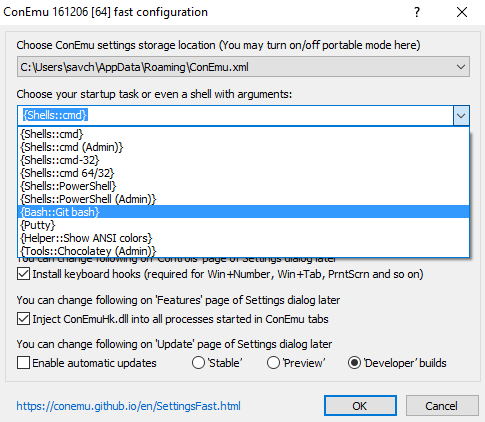 ConEmu 161206 [64] fast configuration
Choose ConEmu settings storage location (You may turn on/off portable mode here)
C:\Users\savch\AppData\Roaming\ConEmu.xml
Choose your startup task or even a shell with arguments:
{Shells::cmd}
{Shells::cmd}
{Shells::cmd (Admin)}
{Shells::cmd-32}
{Shells::cmd 64/32}
{Shells::PowerShell}
{Shells::PowerShell (Admin)}
{Bash::Git bash}
{Putty}
{Helper::Show ANSI colors}
{Tools::Chocolatey (Admin)}
You can change following on 'Controls' page of Settings dialog later
Install keyboard hooks (required for Win+Number, Win+Tab, PrntScrn and so on)
You can change following on 'Features' page of Settings dialog later
Inject ConEmuHk.dll into all processes started in ConEmu tabs
You can change following on 'Update' page of Settings dialog later
Enable automatic updates 'Stable' 'Preview' 'Developer' builds
https://conemu.github.io/en/SettingsFast.html OK Cancel